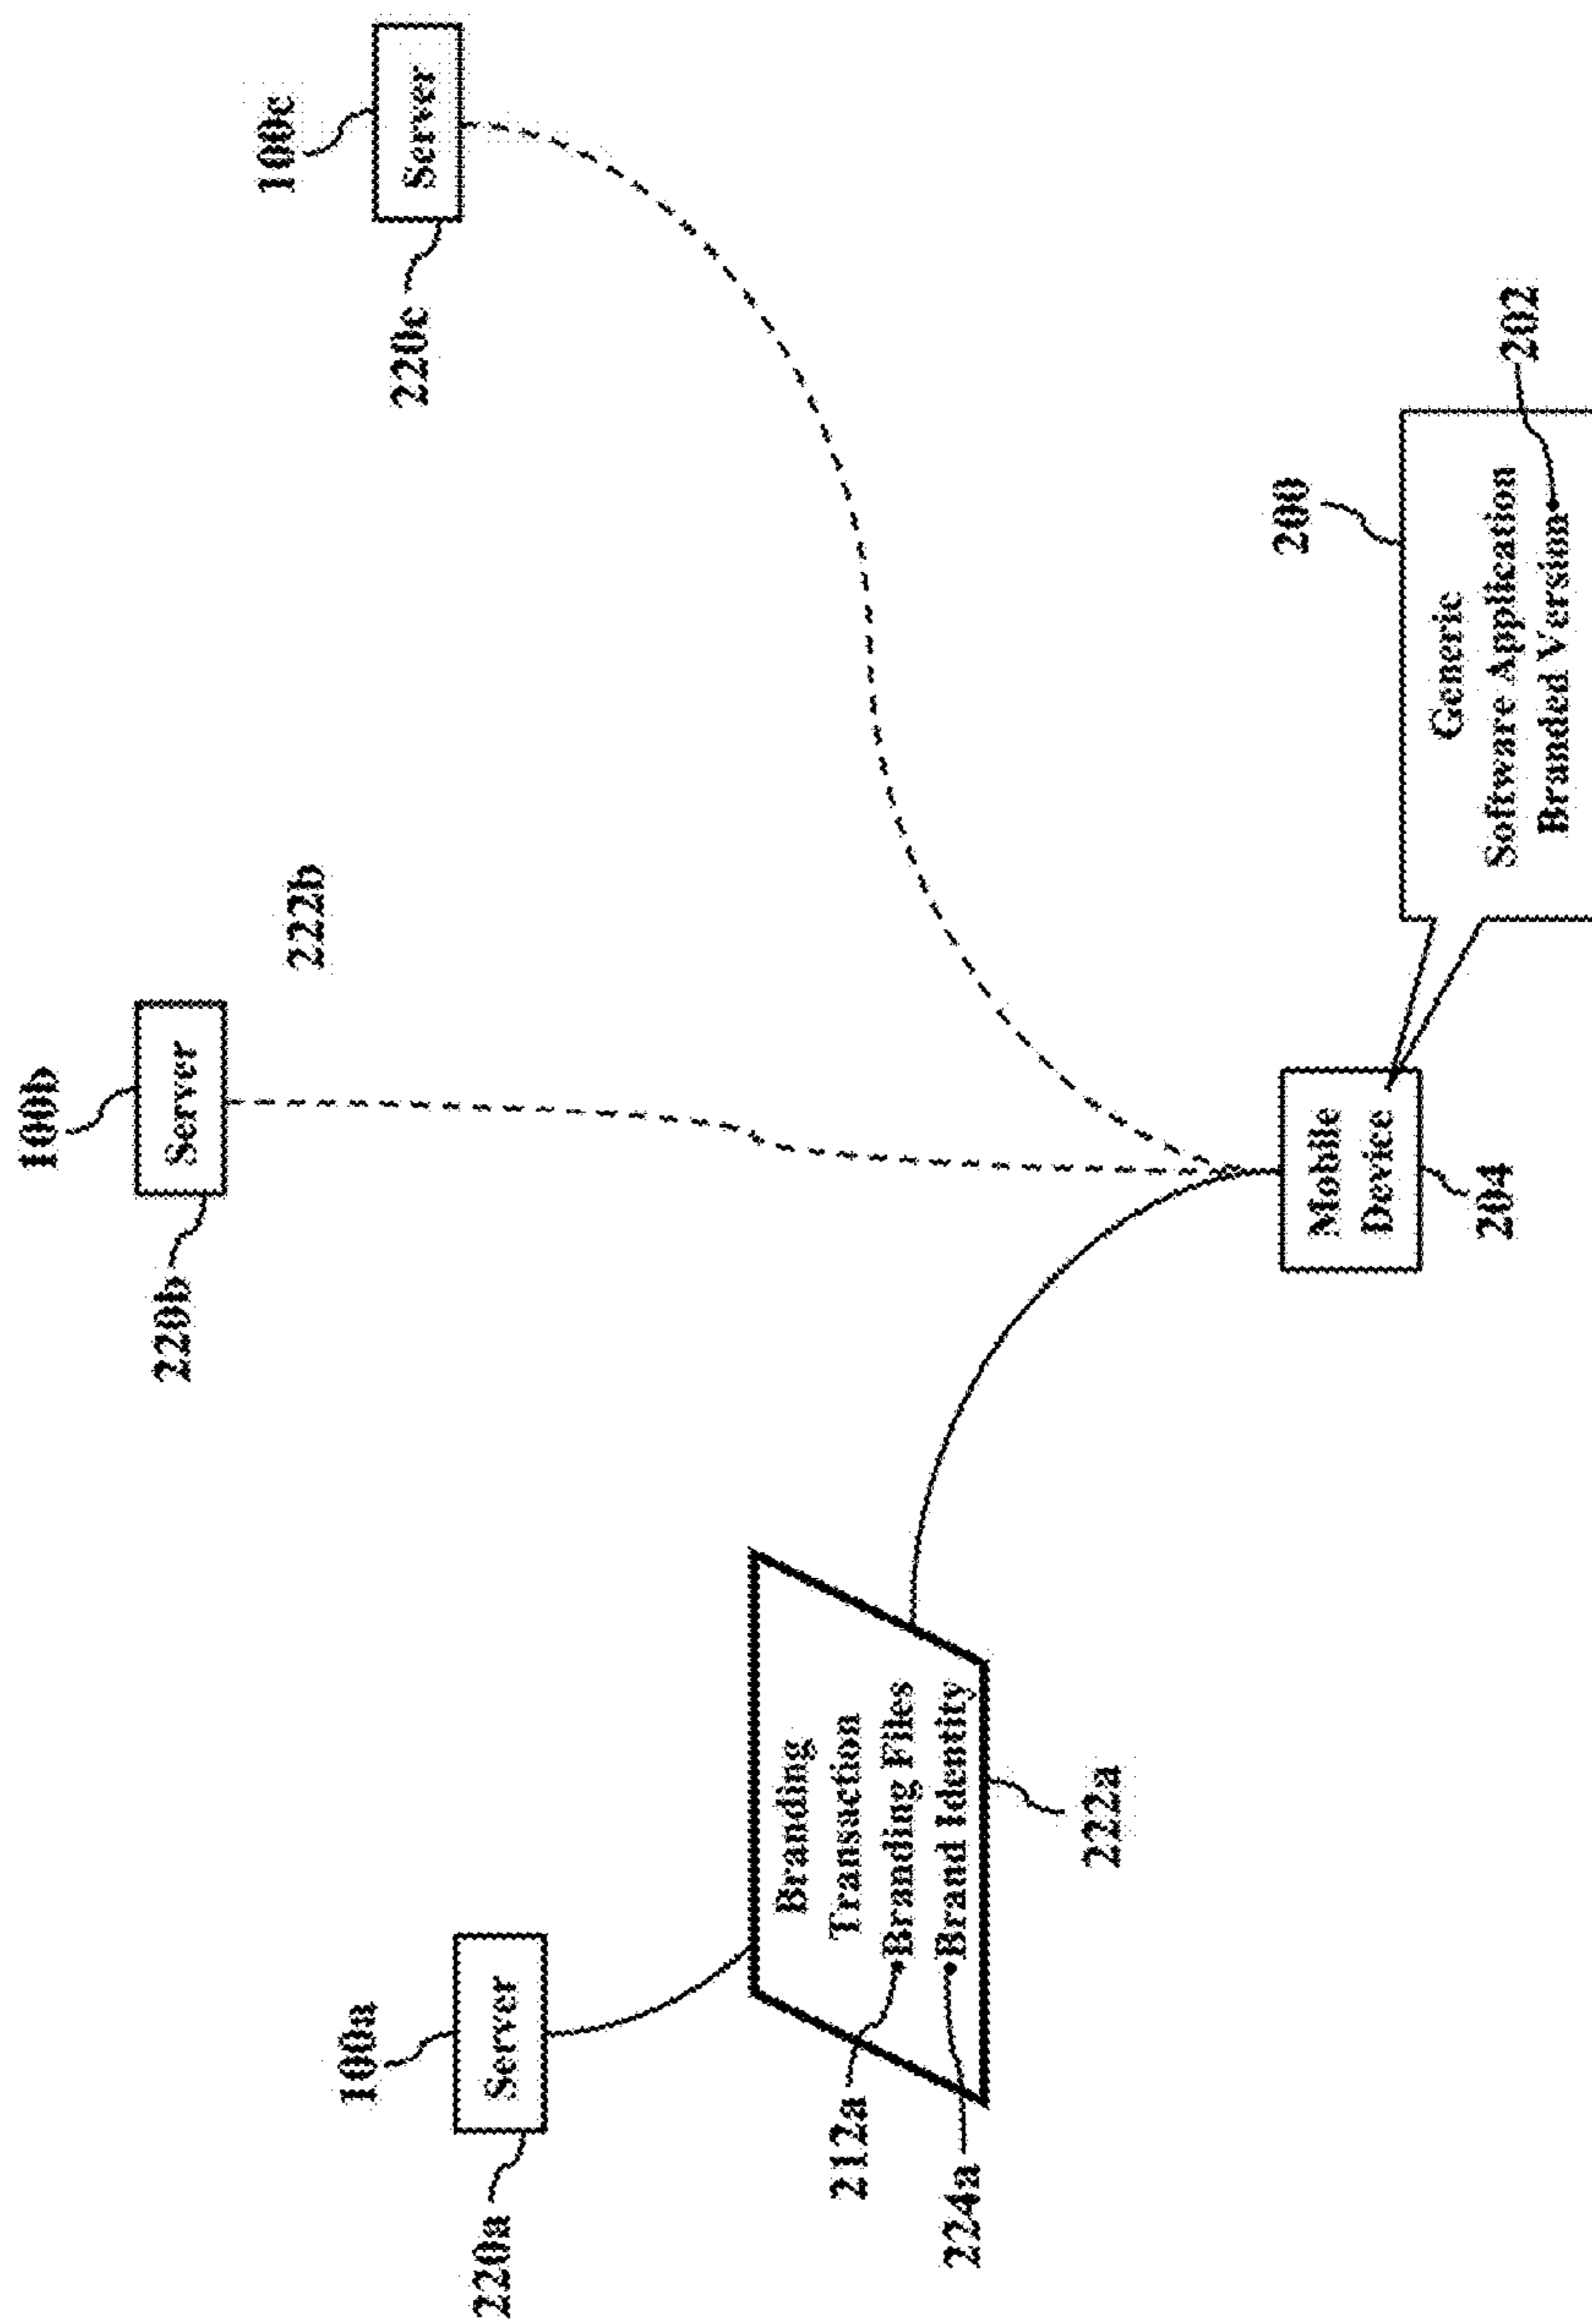 100b
220b
Server
100c
222b
100a
220c
Server
220a
Server
Branding
Transaction
212a
Branding Files
Brand Identity
224a
222a
200
Mobile
Device
204
Generic
Software Application
Branded Version
202